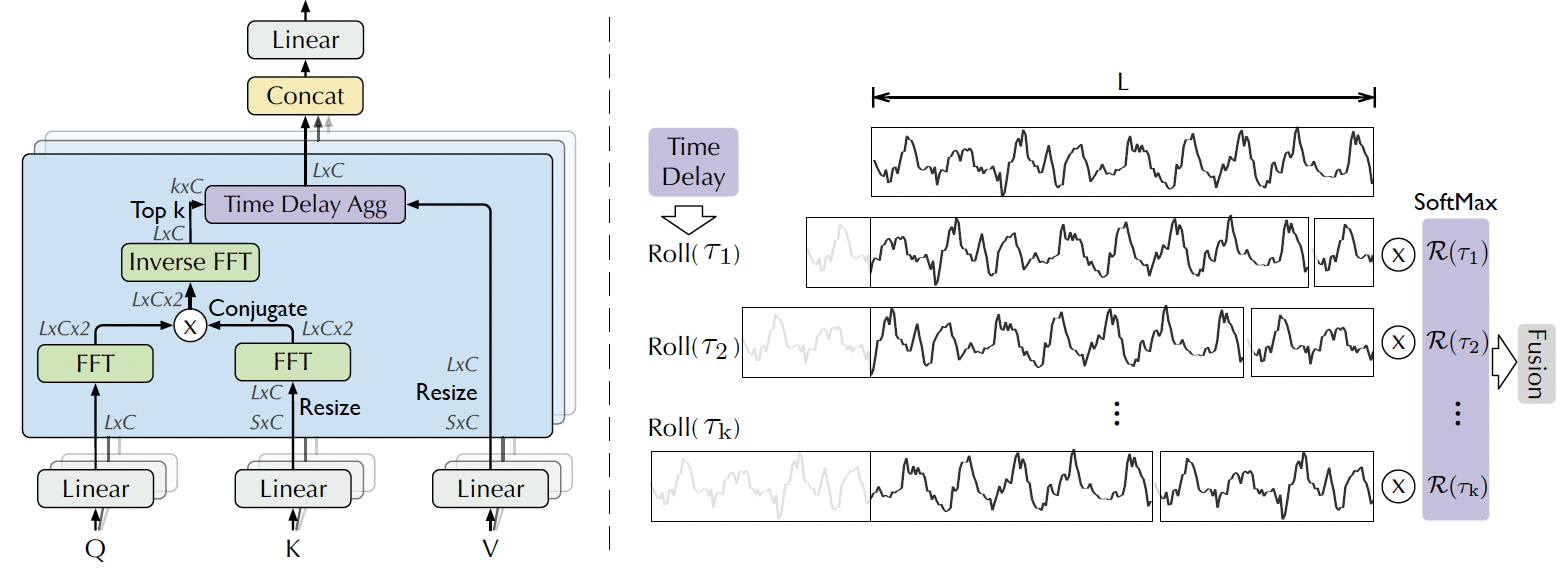 Linear
Concat
LxC
kxC
Time Delay Agg
Top k
LxC
Inverse FFT
LxCx2
Conjugate
LxCx2
X
LxCx2
FFT
FFT
LxC
LxC
Resize
Resize
LxC
SxC
SxC
Linear
Linear
Linear
Q
K
V
L
Time
Delay
SoftMax
Roll(τ1)
X
R(τ1)
Roll(τ2)
X
R(τ2)
Fusion
⋮
⋮
Roll(τk)
X
R(τk)